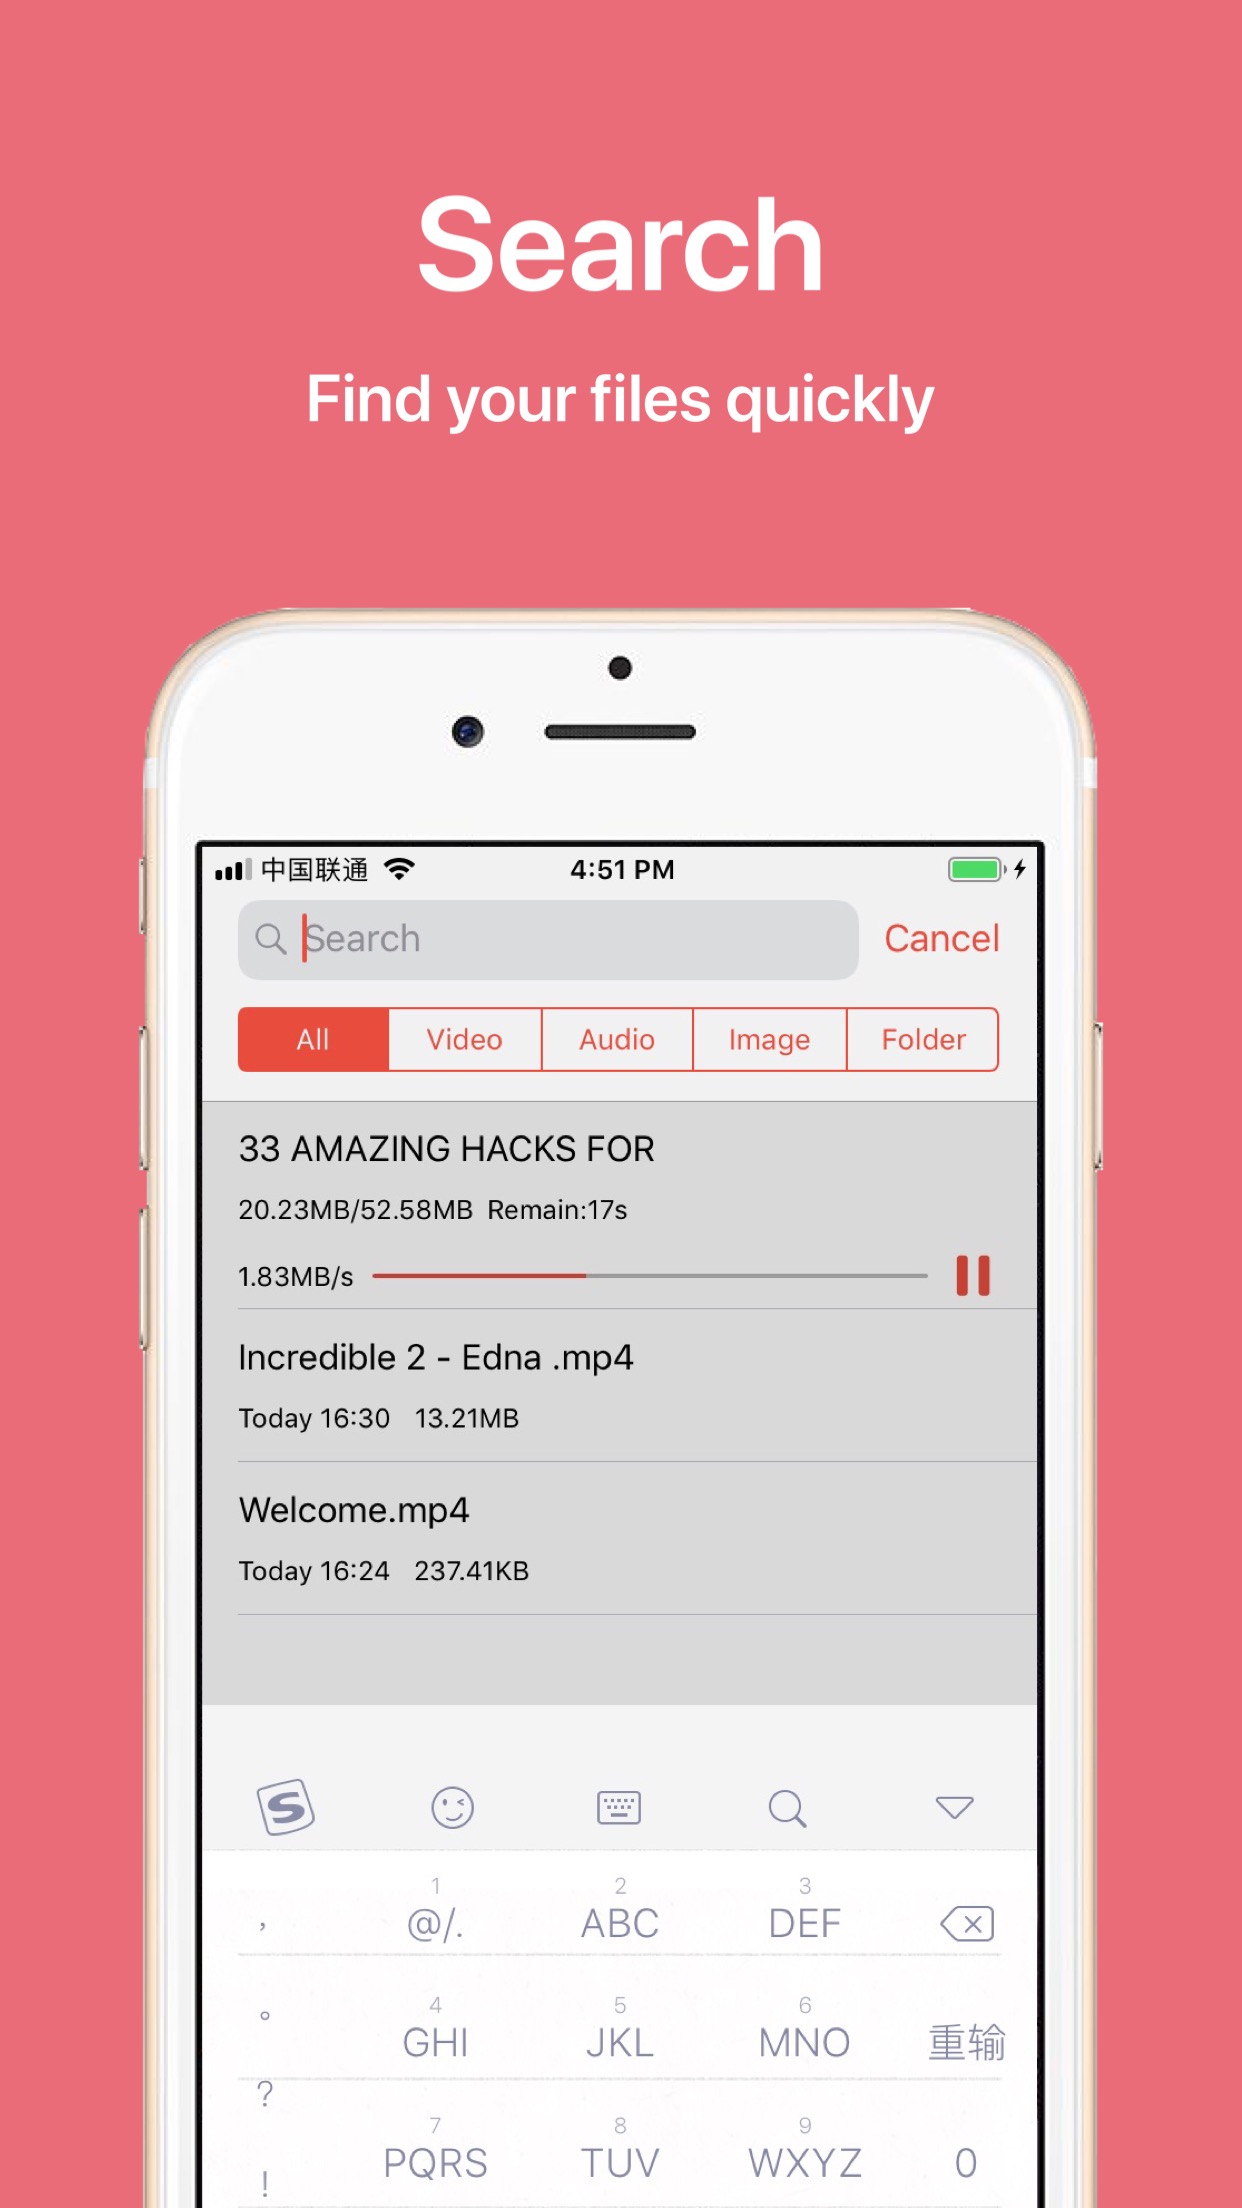 Search
Find your files quickly
中国联通 4:51 PM
Search Cancel
All Video Audio Image Folder
33 AMAZING HACKS FOR
20.23MB/52.58MB Remain:17s
1.83MB/s
Incredible 2 - Edna .mp4
Today 16:30 13.21MB
Welcome.mp4
Today 16:24 237.41KB
S
1 2 3
, @/. ABC DEF
4 5 6
。 GHI JKL MNO 重输
?
7 8 9
PQRS TUV WXYZ 0
!